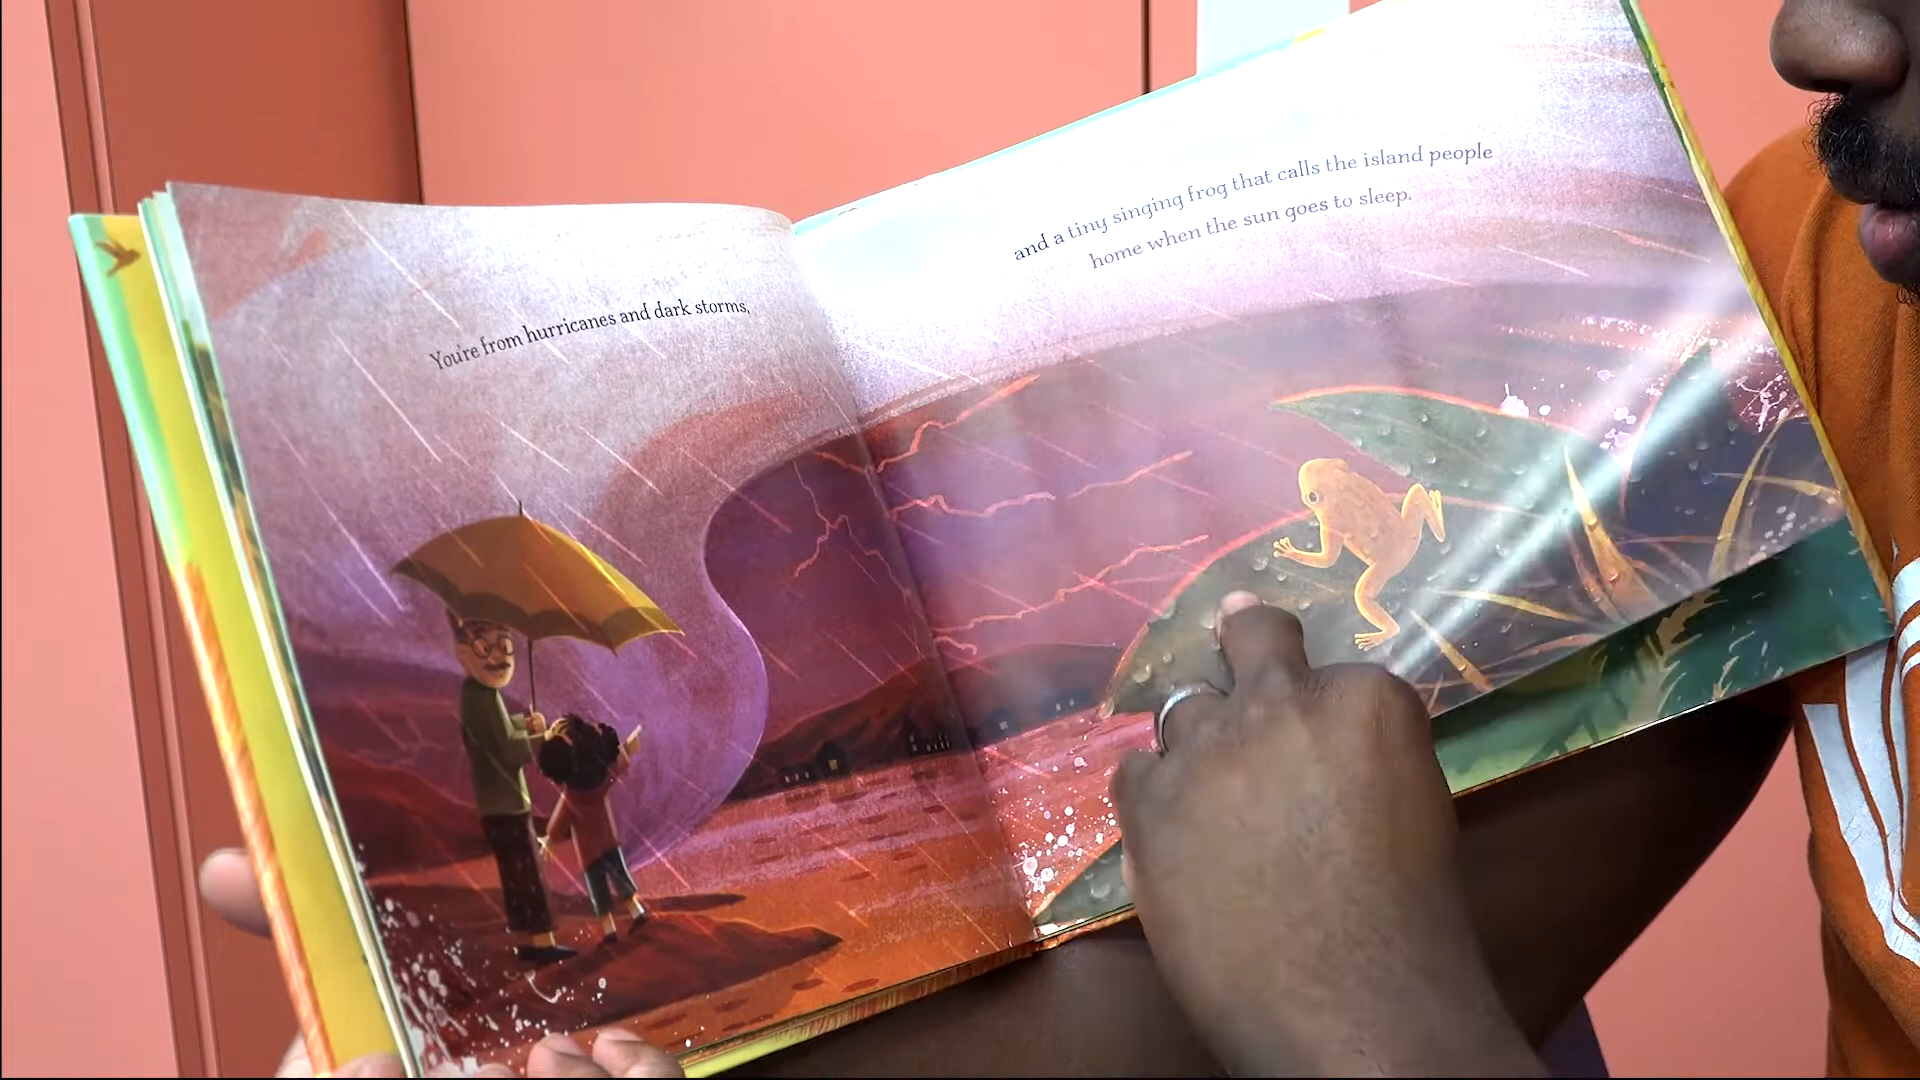 You're from hurricanes and dark storms,
and a tiny singing frog that calls the island people
home when the sun goes to sleep.